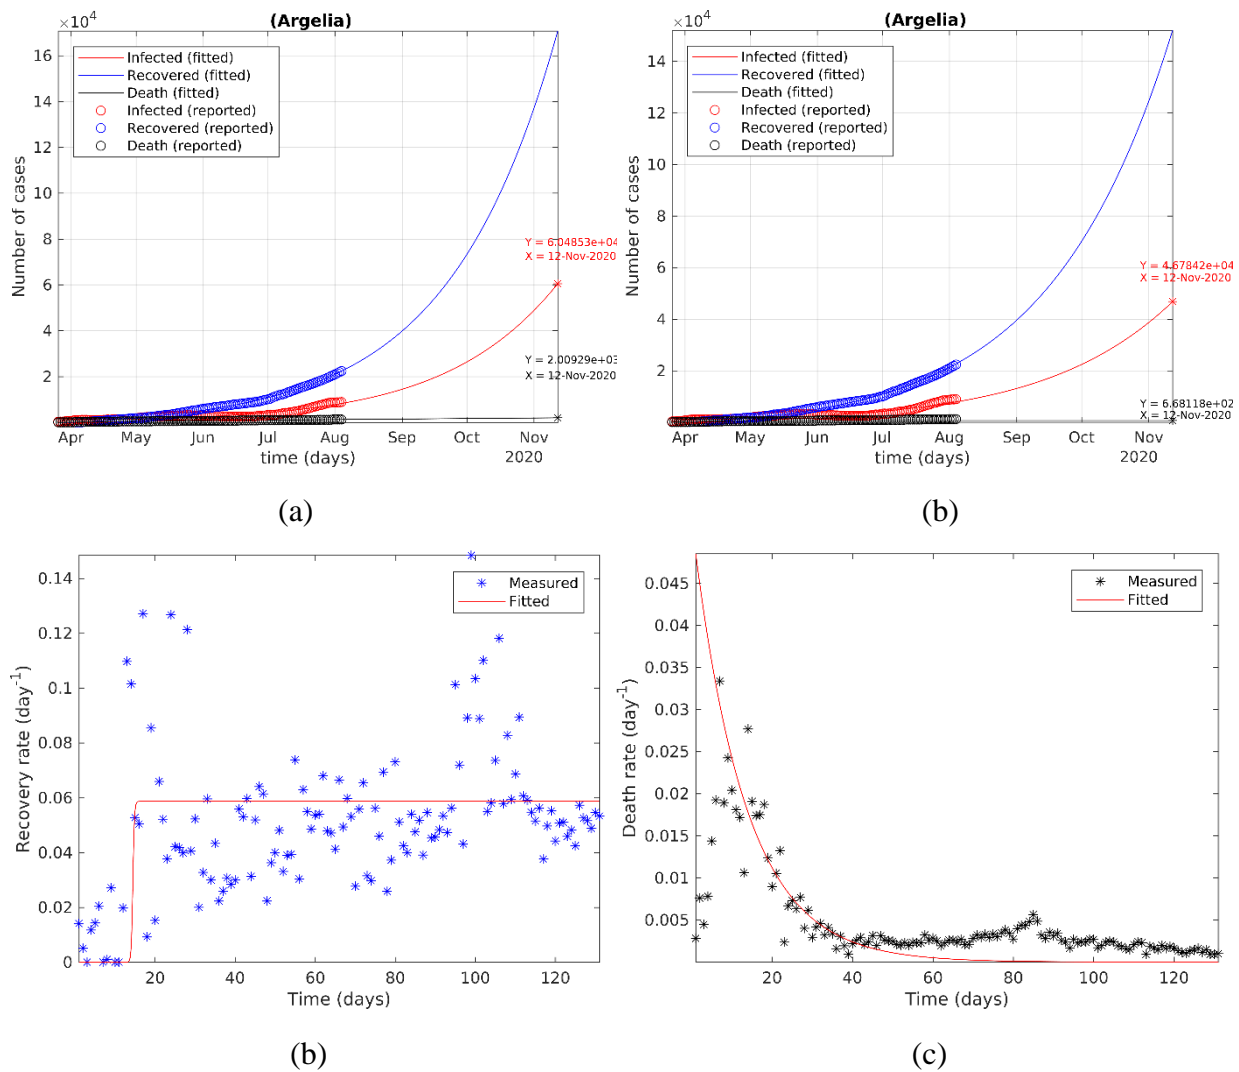 ×10⁴
(Argelia)
Infected (fitted)
Recovered (fitted)
Death (fitted)
Infected (reported)
Recovered (reported)
Death (reported)
Number of cases
16
14
12
10
8
6
4
2
Y = 6.04853e+04
X = 12-Nov-2020
Y = 2.00929e+03
X = 12-Nov-2020
Apr May Jun Jul Aug Sep Oct Nov
time (days) 2020
(a)
×10⁴
(Argelia)
Infected (fitted)
Recovered (fitted)
Death (fitted)
Infected (reported)
Recovered (reported)
Death (reported)
Number of cases
14
12
10
8
6
4
2
Y = 4.67842e+04
X = 12-Nov-2020
Y = 6.68118e+02
X = 12-Nov-2020
Apr May Jun Jul Aug Sep Oct Nov
time (days) 2020
(b)
Measured
Fitted
Recovery rate (day⁻¹)
0.14
0.12
0.1
0.08
0.06
0.04
0.02
0
20 40 60 80 100 120
Time (days)
(b)
Measured
Fitted
Death rate (day⁻¹)
0.045
0.04
0.035
0.03
0.025
0.02
0.015
0.01
0.005
20 40 60 80 100 120
Time (days)
(c)